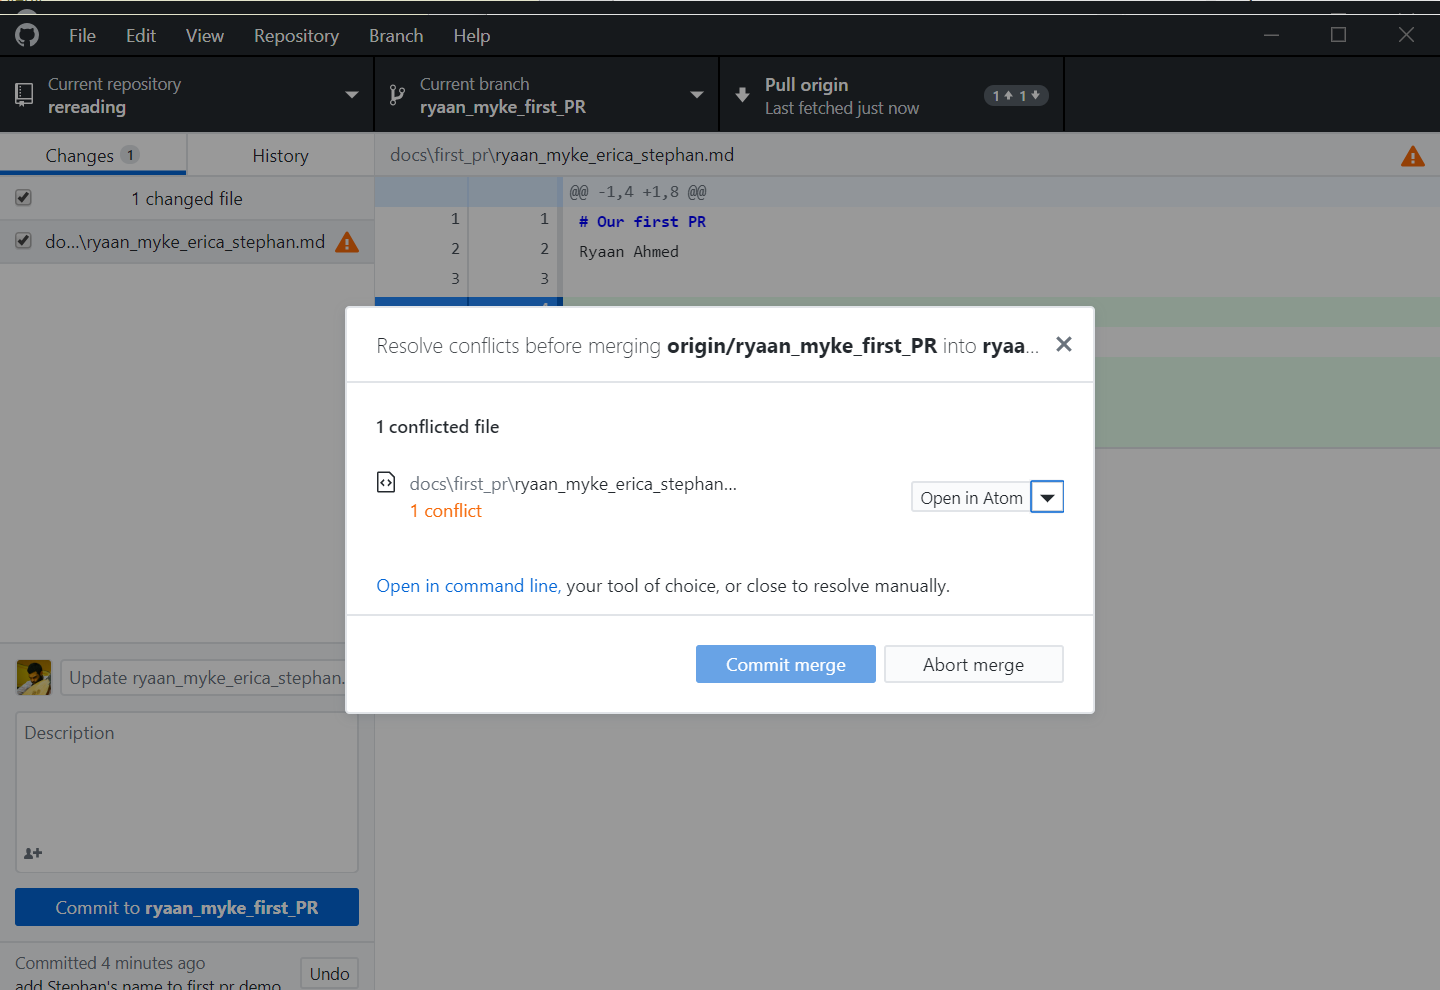 File Edit View Repository Branch Help
Current repository
rereading
Current branch
ryaan_myke_first_PR
Pull origin
Last fetched just now
1 1
Changes 1
History
docs\first_pr\ryaan_myke_erica_stephan.md
1 changed file
do...\ryaan_myke_erica_stephan.md
@@ -1,4 +1,8 @@
1 1 # Our first PR
2 2 Ryaan Ahmed
3 3
Resolve conflicts before merging origin/ryaan_myke_first_PR into ryaa...
1 conflicted file
docs\first_pr\ryaan_myke_erica_stephan...
1 conflict
Open in Atom
Open in command line, your tool of choice, or close to resolve manually.
Commit merge
Abort merge
Update ryaan_myke_erica_stephan.
Description
Commit to ryaan_myke_first_PR
Committed 4 minutes ago
add Stephan's name to first pr demo
Undo